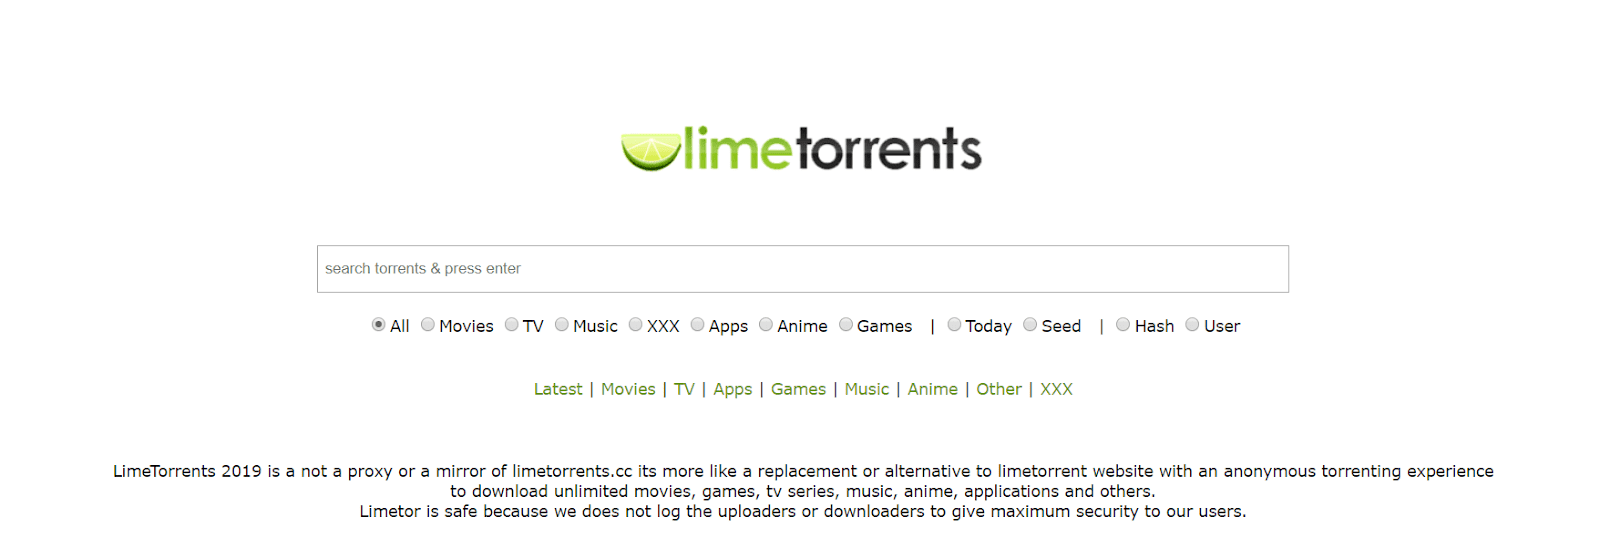 limetorrents
search torrents & press enter
All Movies TV Music XXX Apps Anime Games | Today Seed | Hash User
Latest | Movies | TV | Apps | Games | Music | Anime | Other | XXX
LimeTorrents 2019 is a not a proxy or a mirror of limetorrents.cc its more like a replacement or alternative to limetorrent website with an anonymous torrenting experience
to download unlimited movies, games, tv series, music, anime, applications and others.
Limetor is safe because we does not log the uploaders or downloaders to give maximum security to our users.